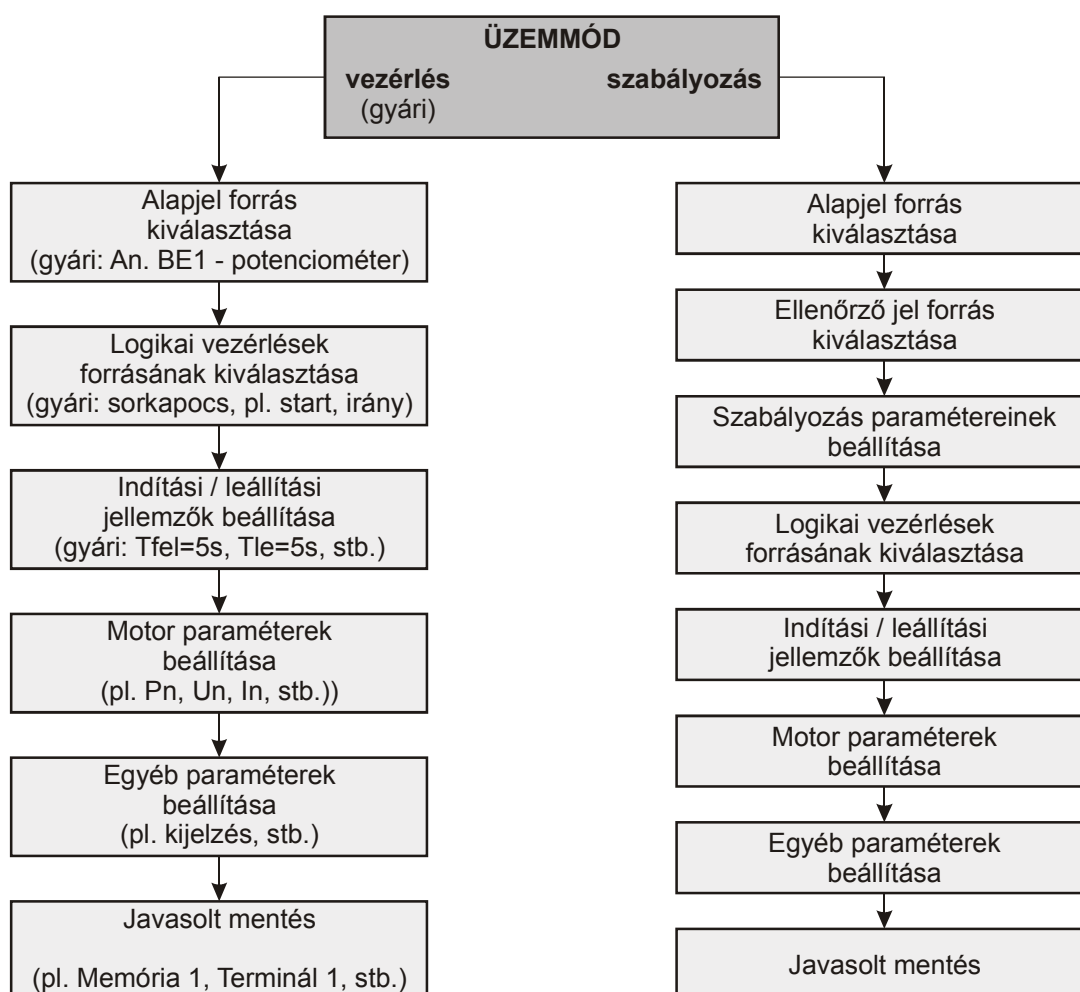 ÜZEMMÓD
vezérlés
(gyári)
szabályozás
Alapjel forrás
kiválasztása
(gyári: An. BE1 - potenciométer)
Logikai vezérlések
forrásának kiválasztása
(gyári: sorkapocs, pl. start, irány)
Indítási / leállítási
jellemzők beállítása
(gyári: Tfel=5s, Tle=5s, stb.)
Motor paraméterek
beállítása
(pl. Pn, Un, In, stb.))
Egyéb paraméterek
beállítása
(pl. kijelzés, stb.)
Javasolt mentés
(pl. Memória 1, Terminál 1, stb.)
Alapjel forrás
kiválasztása
Ellenőrző jel forrás
kiválasztása
Szabályozás paramétereinek
beállítása
Logikai vezérlések
forrásának kiválasztása
Indítási / leállítási
jellemzők beállítása
Motor paraméterek
beállítása
Egyéb paraméterek
beállítása
Javasolt mentés